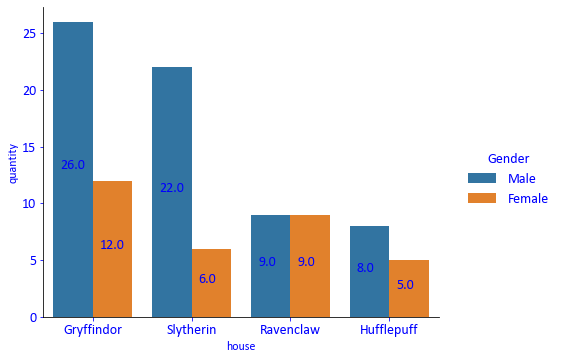 25
20
15
10
5
0
quantity
26.0
12.0
22.0
6.0
9.0
9.0
8.0
5.0
Gryffindor
Slytherin
Ravenclaw
Hufflepuff
house
Gender
Male
Female